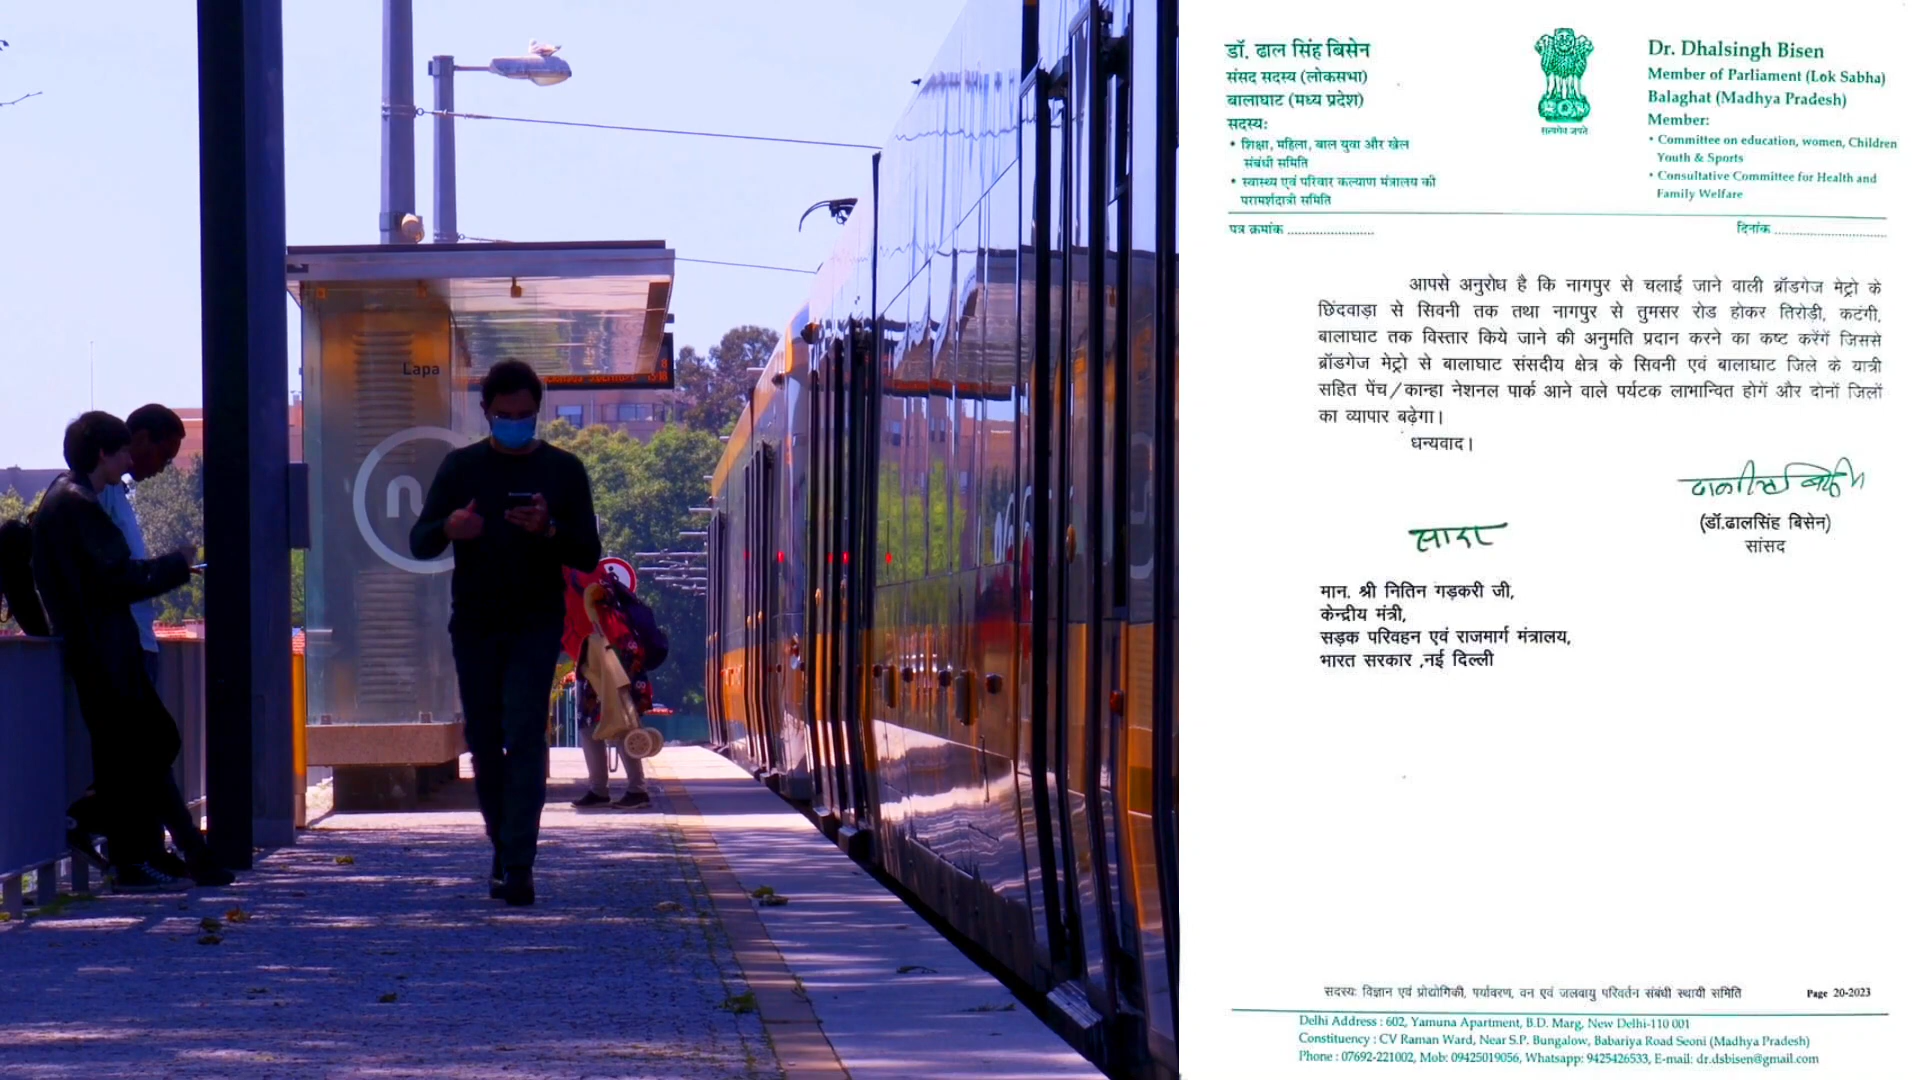 Lapa
डॉ. ढाल सिंह बिसेन
संसद सदस्य (लोकसभा)
बालाघाट (मध्य प्रदेश)
सदस्य:
• शिक्षा, महिला, बाल युवा और खेल
संबंधी समिति
• स्वास्थ्य एवं परिवार कल्याण मंत्रालय की
परामर्शदात्री समिति
सत्यमेव जयते
Dr. Dhalsingh Bisen
Member of Parliament (Lok Sabha)
Balaghat (Madhya Pradesh)
Member:
• Committee on education, women, Children
Youth & Sports
• Consultative Committee for Health and
Family Welfare
पत्र क्रमांक ........................
दिनांक ...............................
आपसे अनुरोध है कि नागपुर से चलाई जाने वाली ब्रॉडगेज मेट्रो के
छिंदवाड़ा से सिवनी तक तथा नागपुर से तुमसर रोड होकर तिरोड़ी, कटंगी,
बालाघाट तक विस्तार किये जाने की अनुमति प्रदान करने का कष्ट करेंगें जिससे
ब्रॉडगेज मेट्रो से बालाघाट संसदीय क्षेत्र के सिवनी एवं बालाघाट जिले के यात्री
सहित पेंच/कान्हा नेशनल पार्क आने वाले पर्यटक लाभान्वित होगें और दोनों जिलों
का व्यापार बढ़ेगा।
धन्यवाद।
(डॉ.ढालसिंह बिसेन)
सांसद
मान. श्री नितिन गड़करी जी,
केन्द्रीय मंत्री,
सड़क परिवहन एवं राजमार्ग मंत्रालय,
भारत सरकार ,नई दिल्ली
सदस्य: विज्ञान एवं प्रोद्योगिकी, पर्यावरण, वन एवं जलवायु परिवर्तन संबंधी स्थायी समिति
Page 20-2023
Delhi Address : 602, Yamuna Apartment, B.D. Marg, New Delhi-110 001
Constituency : CV Raman Ward, Near S.P. Bungalow, Babariya Road Seoni (Madhya Pradesh)
Phone : 07692-221002, Mob: 09425019056, Whatsapp: 9425426533, E-mail: dr.dsbisen@gmail.com